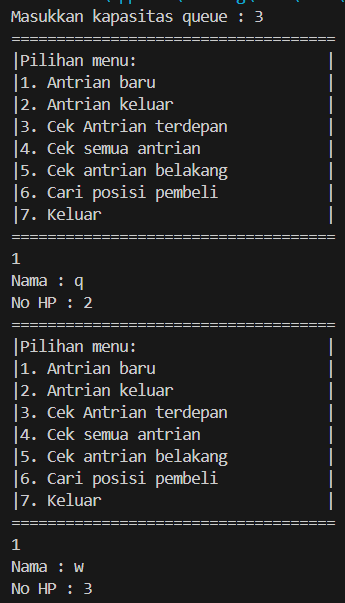 Masukkan kapasitas queue : 3
====================================
|Pilihan menu:                     |
|1. Antrian baru                   |
|2. Antrian keluar                 |
|3. Cek Antrian terdepan           |
|4. Cek semua antrian              |
|5. Cek antrian belakang           |
|6. Cari posisi pembeli            |
|7. Keluar                         |
====================================
1
Nama : q
No HP : 2
====================================
|Pilihan menu:                     |
|1. Antrian baru                   |
|2. Antrian keluar                 |
|3. Cek Antrian terdepan           |
|4. Cek semua antrian              |
|5. Cek antrian belakang           |
|6. Cari posisi pembeli            |
|7. Keluar                         |
====================================
1
Nama : w
No HP : 3